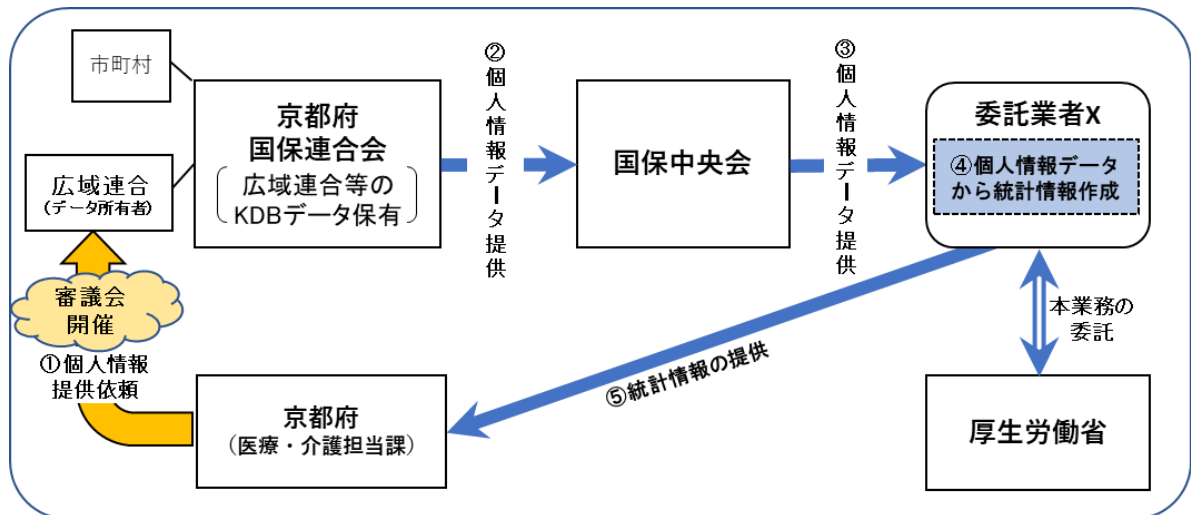 市町村
京都府
国保連合会
広域連合等の
KDBデータ保有
広域連合
(データ所有者)
審議会
開催
①個人情報
提供依頼
②個人情報データ提供
国保中央会
③個人情報データ提供
委託業者X
④個人情報データ
から統計情報作成
本業務の
委託
⑤統計情報の提供
京都府
(医療・介護担当課)
厚生労働省